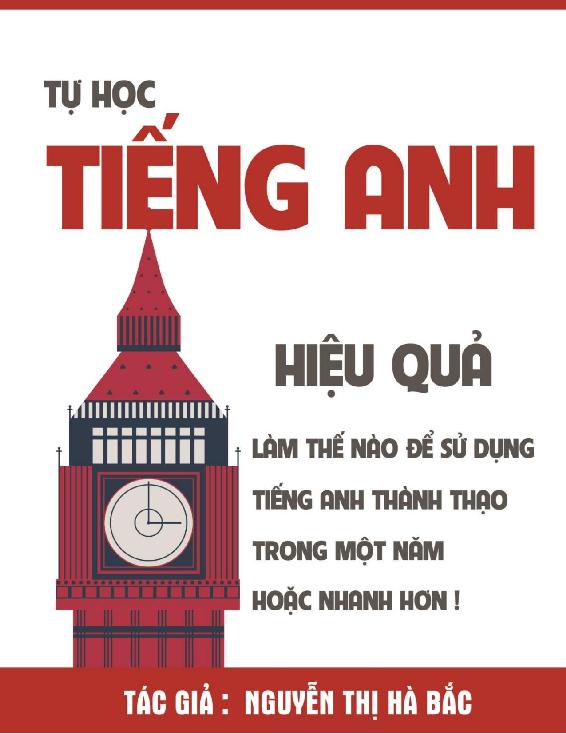 TỰ HỌC
TIẾNG ANH
HIỆU QUẢ
LÀM THẾ NÀO ĐỂ SỬ DỤNG
TIẾNG ANH THÀNH THẠO
TRONG MỘT NĂM
HOẶC NHANH HƠN !
TÁC GIẢ : NGUYỄN THỊ HÀ BẮC